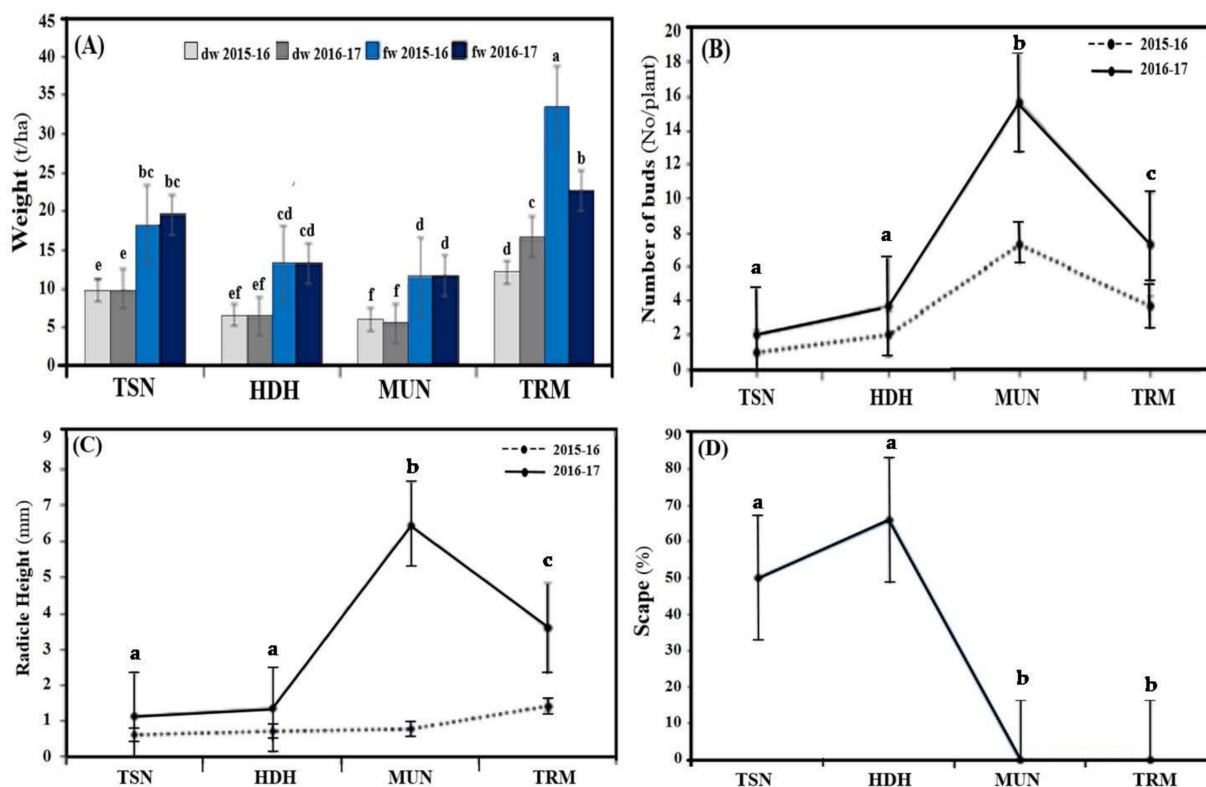 (A)
dw 2015-16 dw 2016-17 fw 2015-16 fw 2016-17
Weight (t/ha)
45
40
35
30
25
20
15
10
5
0
e e bc bc
ef ef cd cd
f f d d
d c a b
TSN HDH MUN TRM
(B)
2015-16
2016-17
Number of buds (No/plant)
20
18
16
14
12
10
8
6
4
2
0
a a b c
TSN HDH MUN TRM
(C)
2015-16
2016-17
Radicle Height (mm)
9
8
7
6
5
4
3
2
1
0
a a b c
TSN HDH MUN TRM
(D)
Scape (%)
90
80
70
60
50
40
30
20
10
0
a a b b
TSN HDH MUN TRM